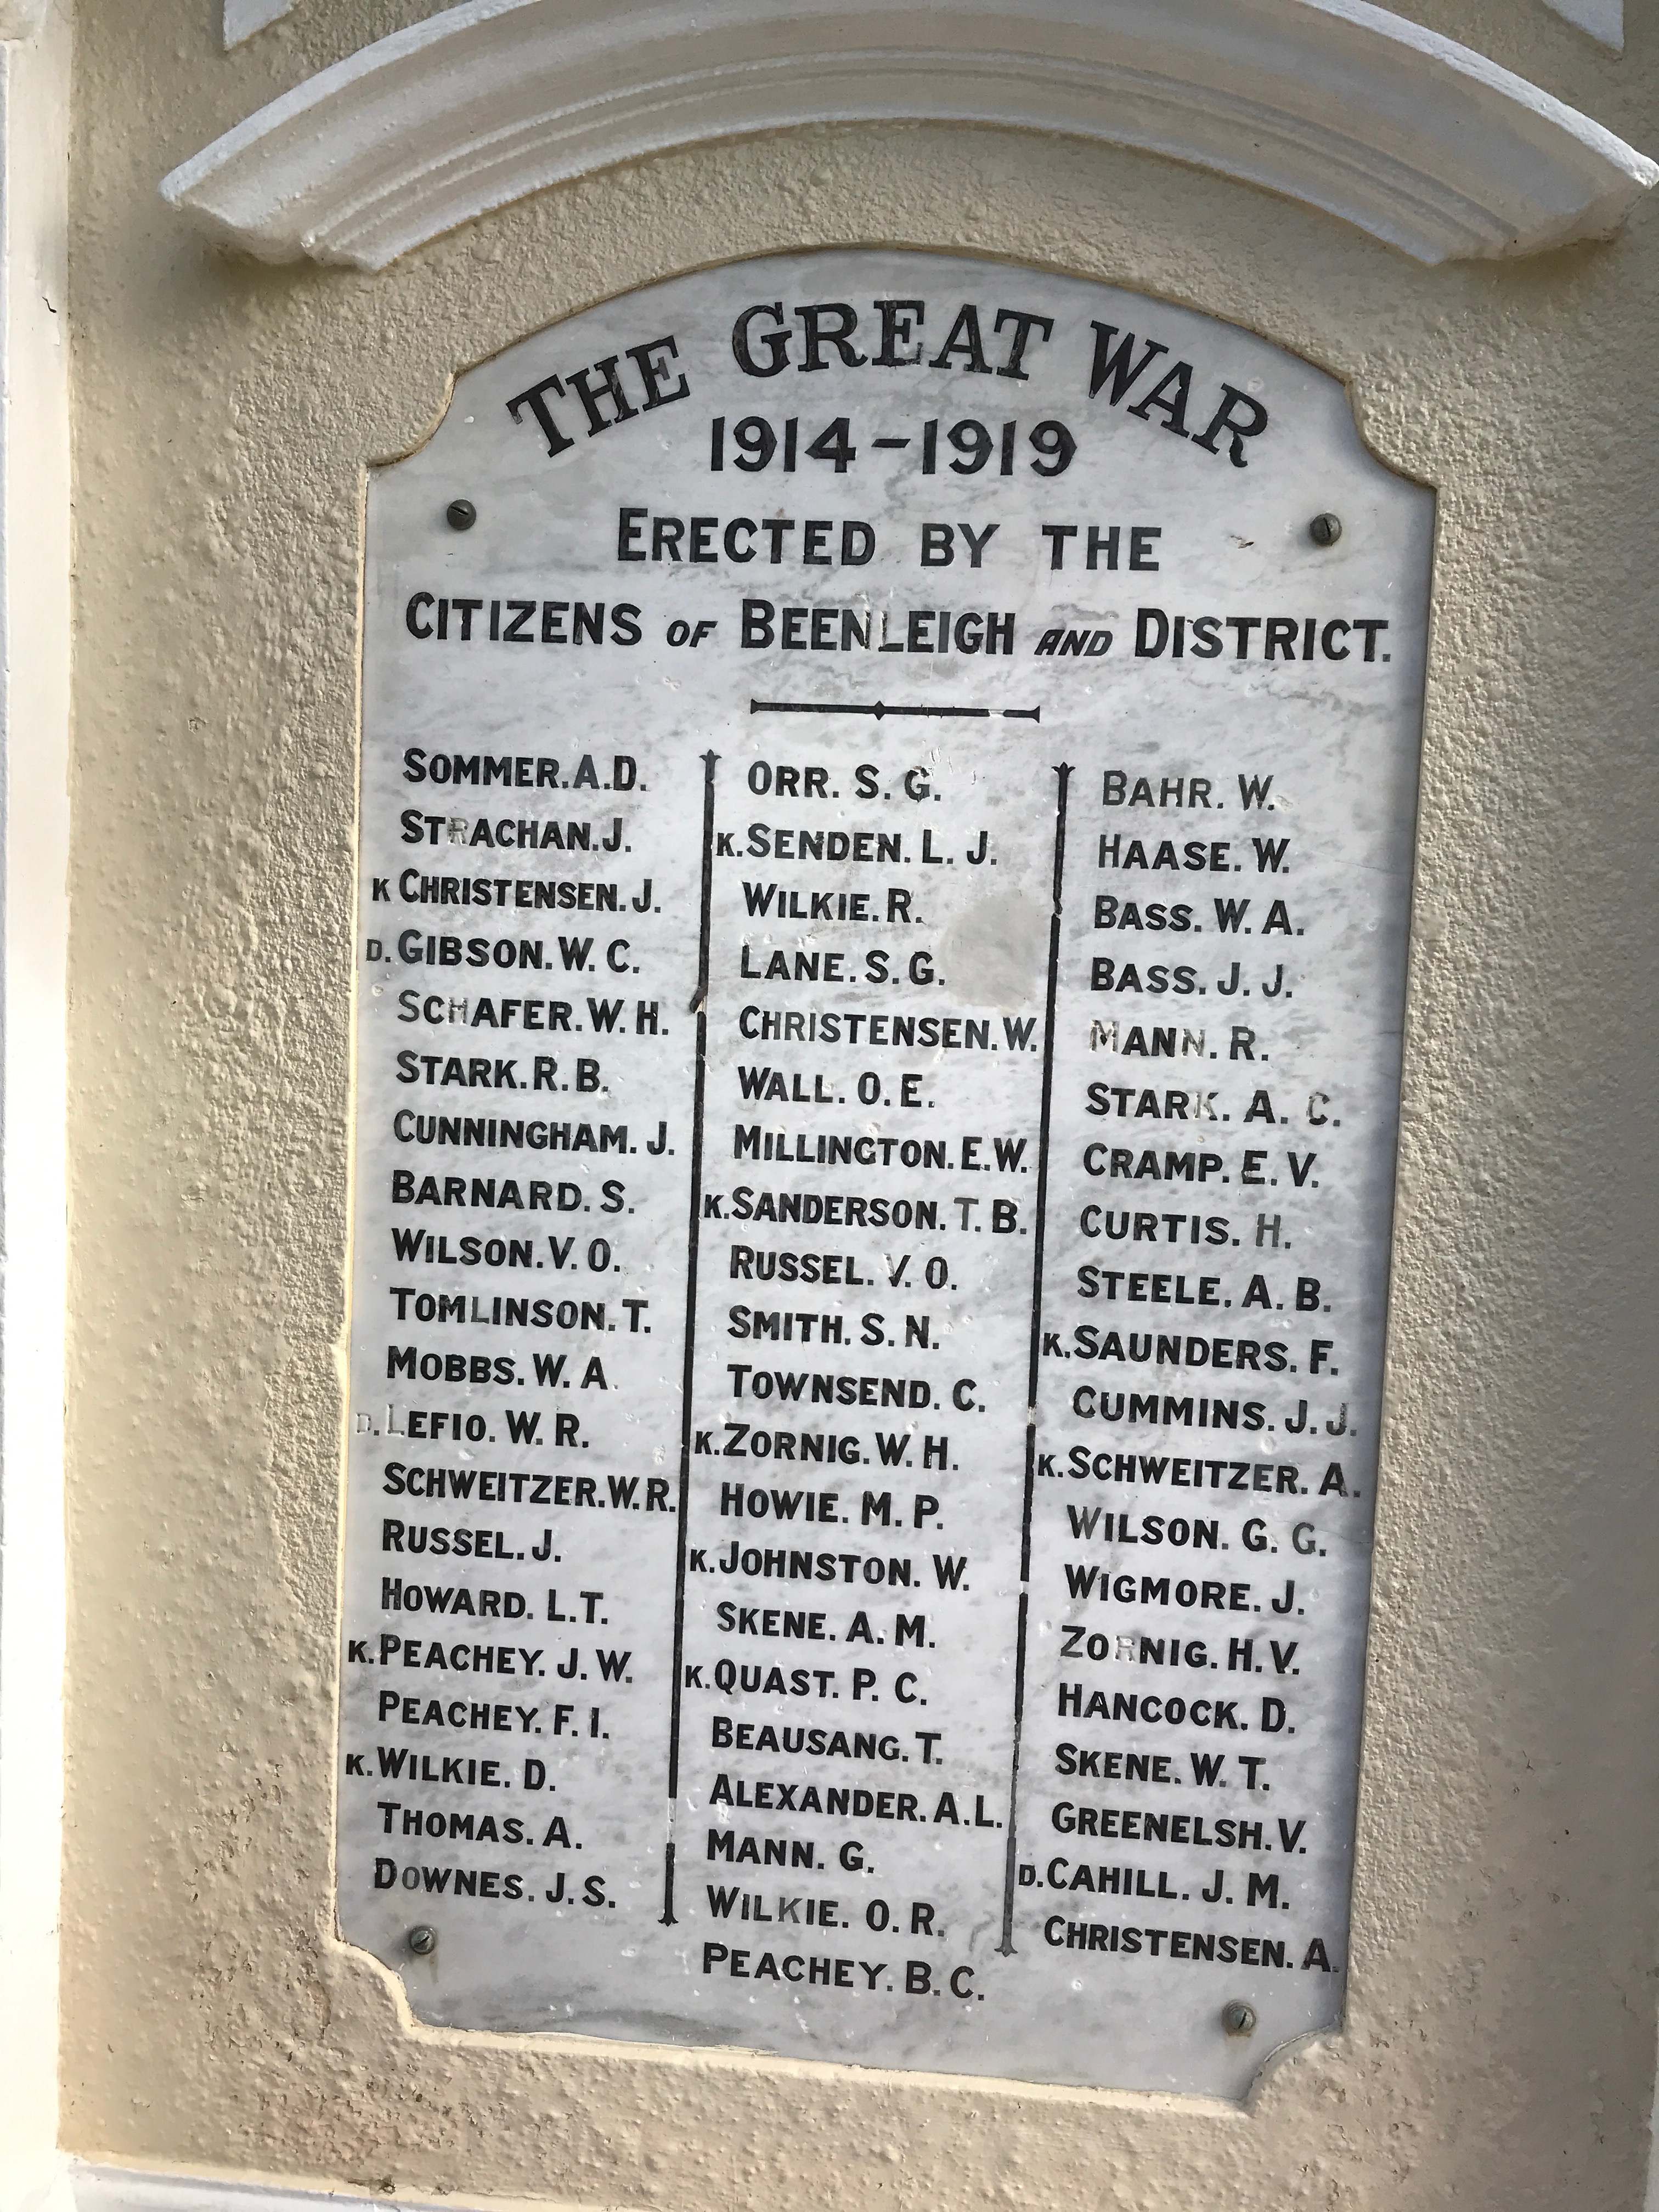 THE GREAT WAR
1914-1919
ERECTED BY THE
CITIZENS OF BEENLEIGH AND DISTRICT.
SOMMER. A. D.
STRACHAN. J.
K CHRISTENSEN. J.
D. GIBSON. W. C.
SCHAFER. W. H.
STARK. R. B.
CUNNINGHAM. J.
BARNARD. S.
WILSON. V. O.
TOMLINSON. T.
MOBBS. W. A.
D. LEFIO. W. R.
SCHWEITZER. W. R.
RUSSEL. J.
HOWARD. L. T.
K. PEACHEY. J. W.
PEACHEY. F. I.
K. WILKIE. D.
THOMAS. A.
DOWNES. J. S.
ORR. S. G.
K. SENDEN. L. J.
WILKIE. R.
LANE. S. G.
CHRISTENSEN. W.
WALL. O. E.
MILLINGTON. E. W.
K. SANDERSON. T. B.
RUSSEL. V. O.
SMITH. S. N.
TOWNSEND. C.
K. ZORNIG. W. H.
HOWIE. M. P.
K. JOHNSTON. W.
SKENE. A. M.
K. QUAST. P. C.
BEAUSANG. T.
ALEXANDER. A. L.
MANN. G.
WILKIE. O. R.
PEACHEY. B. C.
BAHR. W.
HAASE. W.
BASS. W. A.
BASS. J. J.
MANN. R.
STARK. A. C.
CRAMP. E. V.
CURTIS. H.
STEELE. A. B.
K. SAUNDERS. F.
CUMMINS. J. J.
K. SCHWEITZER. A.
WILSON. G. G.
WIGMORE. J.
ZORNIG. H. V.
HANCOCK. D.
SKENE. W. T.
GREENELSH. V.
D. CAHILL. J. M.
CHRISTENSEN. A.